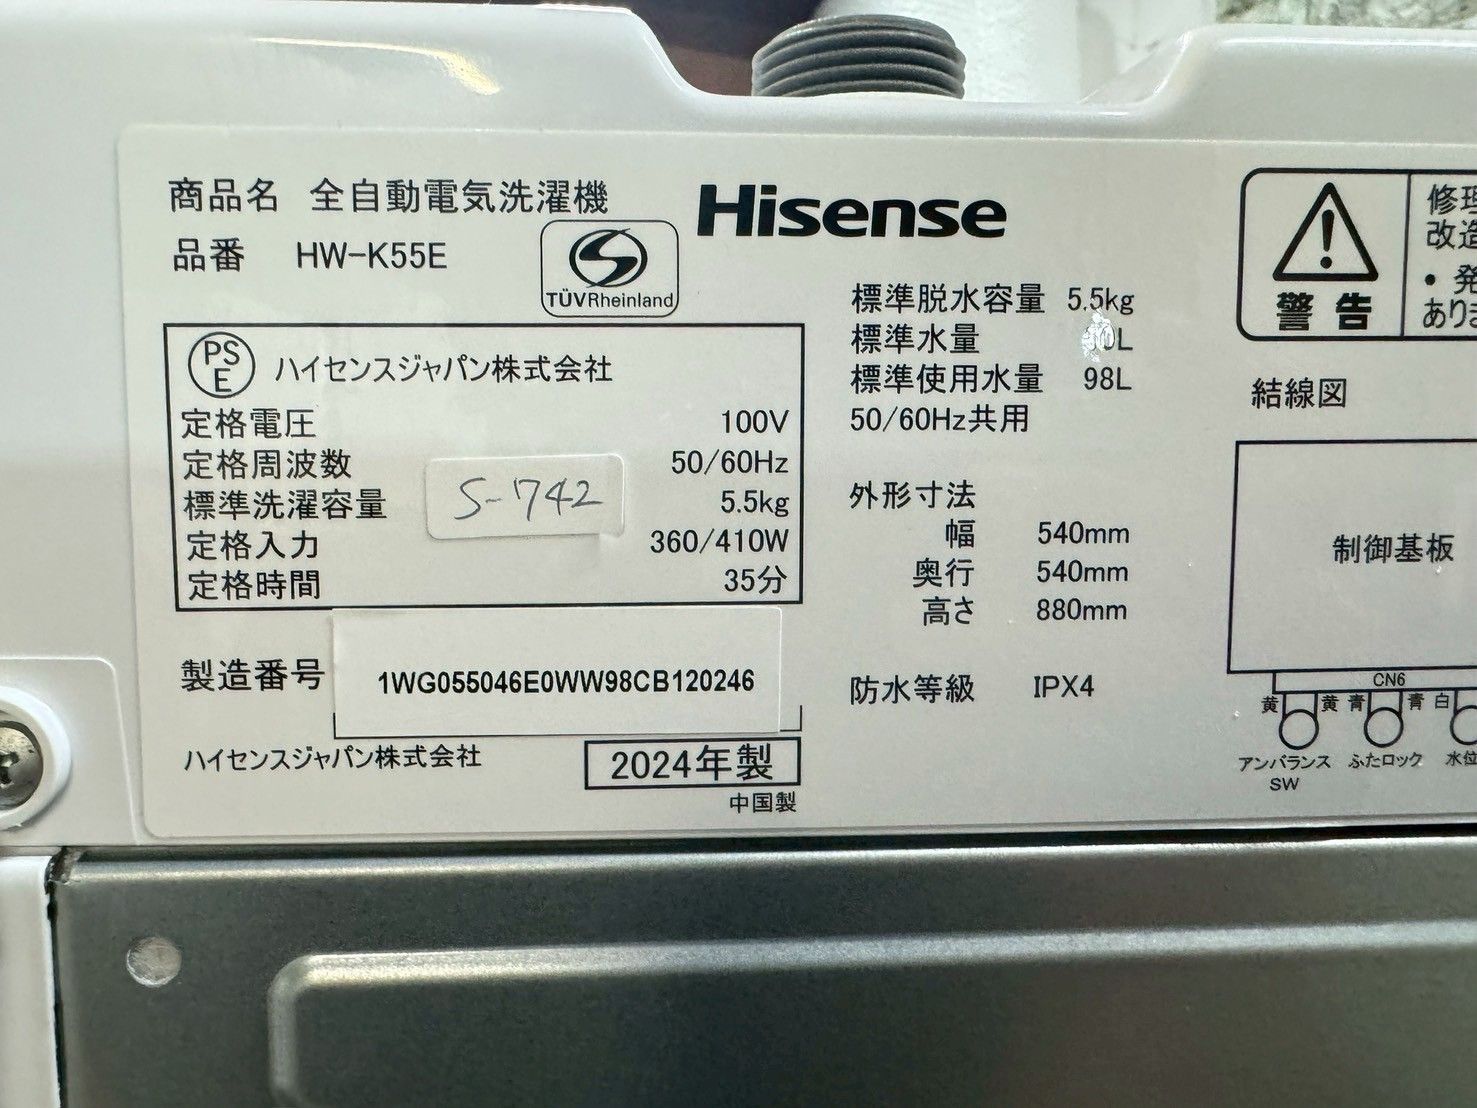 商品名 全自動電気洗濯機
品番 HW-K55E
TÜVRheinland
Hisense
PS
E
ハイセンスジャパン株式会社
定格電圧 100V
定格周波数 50/60Hz
標準洗濯容量 5.5kg
定格入力 360/410W
定格時間 35分
S-742
製造番号 1WG055046E0WW98CB120246
ハイセンスジャパン株式会社
2024年製
中国製
標準脱水容量 5.5kg
標準水量
標準使用水量 98L
50/60Hz共用
外形寸法
幅 540mm
奥行 540mm
高さ 880mm
防水等級 IPX4
警告
修理
改造
・発
ありま
結線図
制御基板
CN6
黄 黄 青 青 白
アンバランス ふたロック 水位
SW